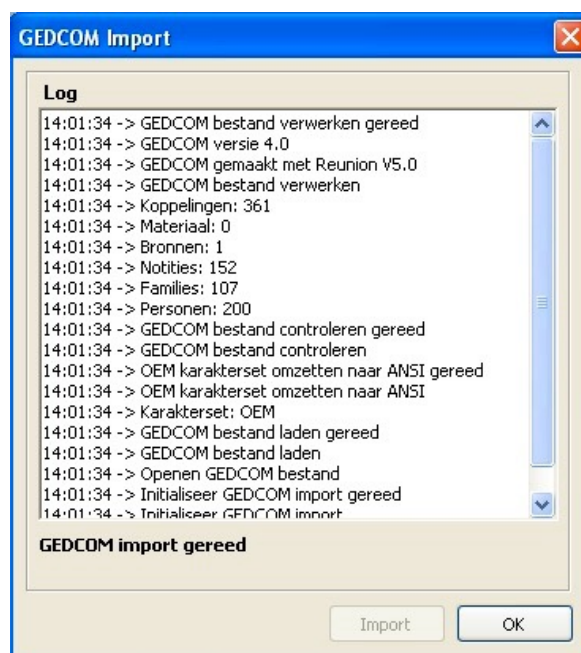 GEDCOM Import
Log
14:01:34 -> GEDCOM bestand verwerken gereed
14:01:34 -> GEDCOM versie 4.0
14:01:34 -> GEDCOM gemaakt met Reunion V5.0
14:01:34 -> GEDCOM bestand verwerken
14:01:34 -> Koppelingen: 361
14:01:34 -> Materiaal: 0
14:01:34 -> Bronnen: 1
14:01:34 -> Notities: 152
14:01:34 -> Families: 107
14:01:34 -> Personen: 200
14:01:34 -> GEDCOM bestand controleren gereed
14:01:34 -> GEDCOM bestand controleren
14:01:34 -> OEM karakterset omzetten naar ANSI gereed
14:01:34 -> OEM karakterset omzetten naar ANSI
14:01:34 -> Karakterset: OEM
14:01:34 -> GEDCOM bestand laden gereed
14:01:34 -> GEDCOM bestand laden
14:01:34 -> Openen GEDCOM bestand
14:01:34 -> Initialiseer GEDCOM import gereed
14:01:34 -> Initialiseer GEDCOM import
GEDCOM import gereed
Import
OK